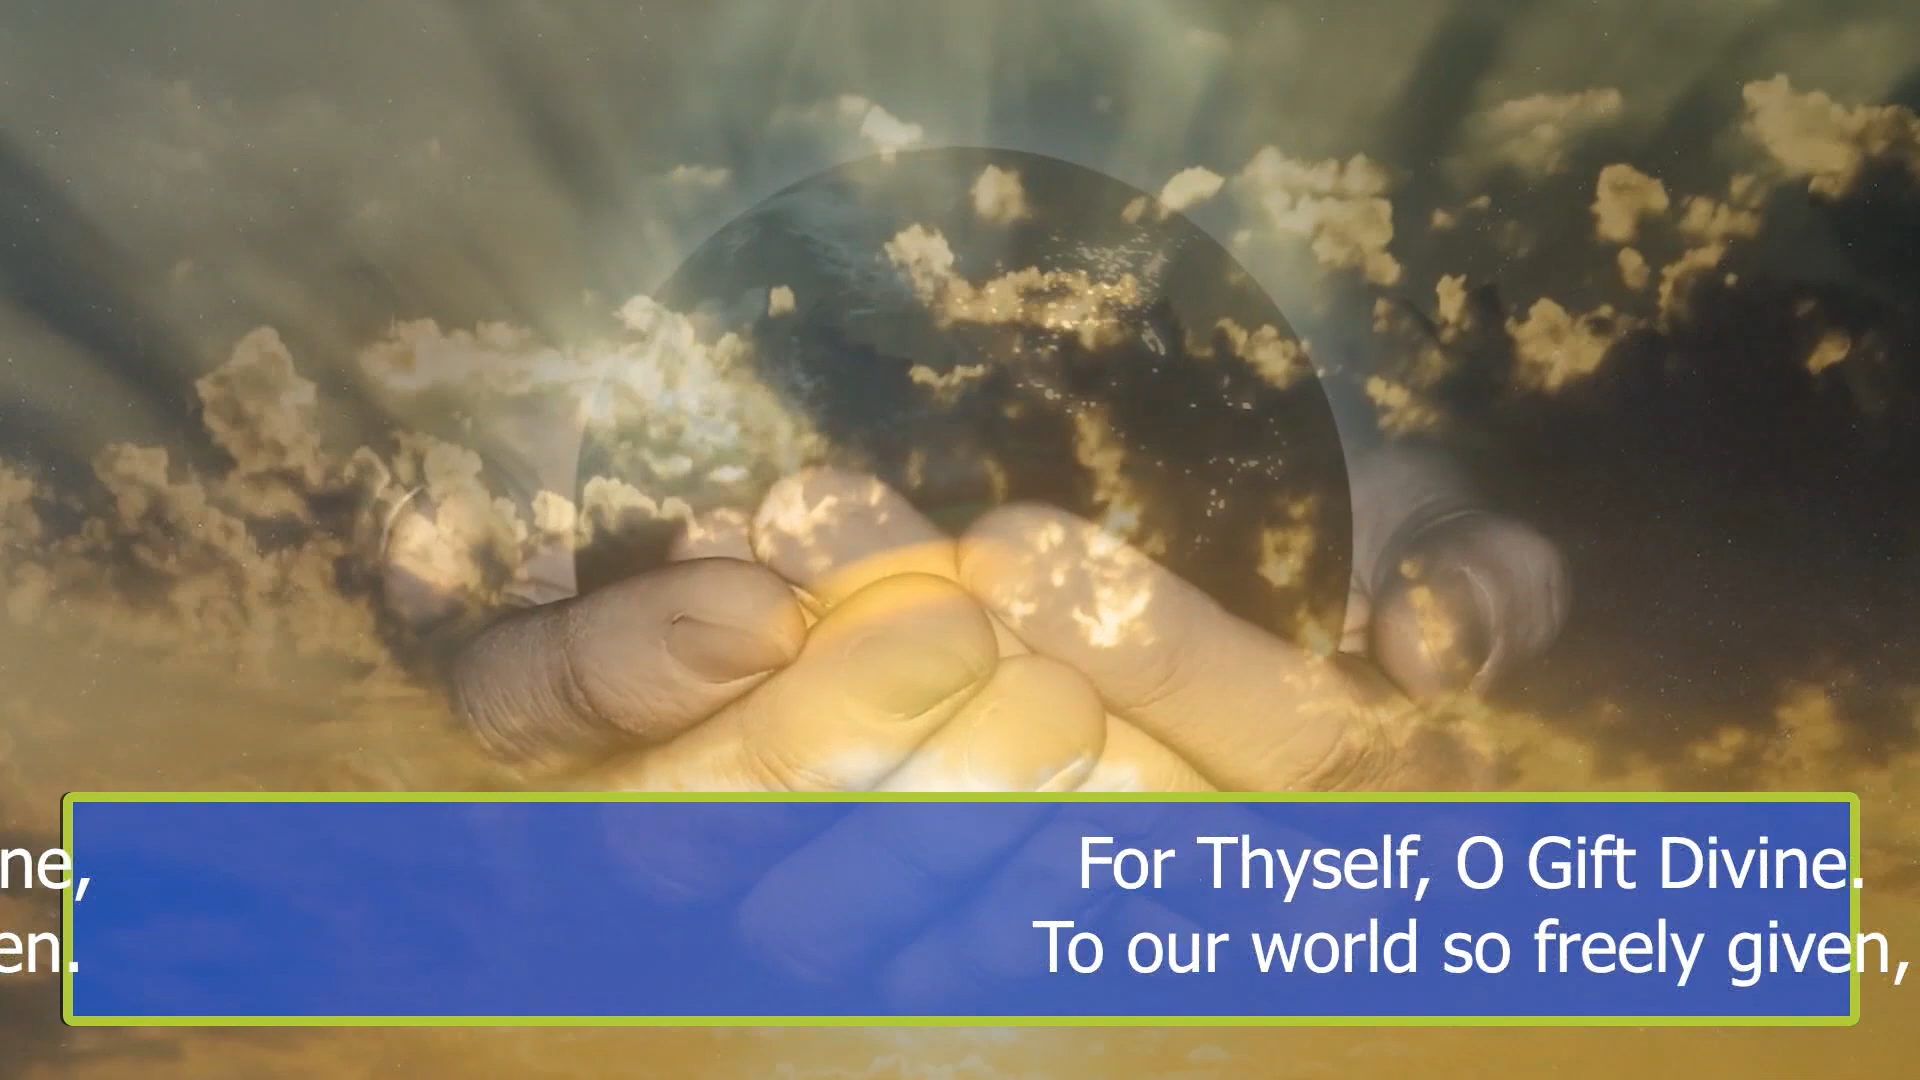 ne, For Thyself, O Gift Divine.
en. To our world so freely given,